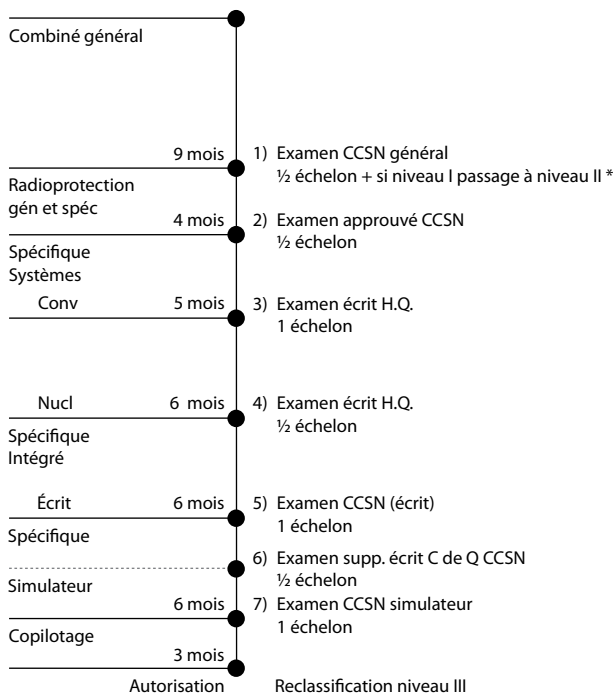 Combiné général
9 mois 1) Examen CCSN général
½ échelon + si niveau I passage à niveau II *
Radioprotection
gén et spéc
4 mois 2) Examen approuvé CCSN
½ échelon
Spécifique
Systèmes
Conv 5 mois 3) Examen écrit H.Q.
1 échelon
Nucl 6 mois 4) Examen écrit H.Q.
½ échelon
Spécifique
Intégré
Écrit 6 mois 5) Examen CCSN (écrit)
1 échelon
Spécifique
6) Examen supp. écrit C de Q CCSN
½ échelon
Simulateur
6 mois 7) Examen CCSN simulateur
1 échelon
Copilotage
3 mois
Autorisation Reclassification niveau III